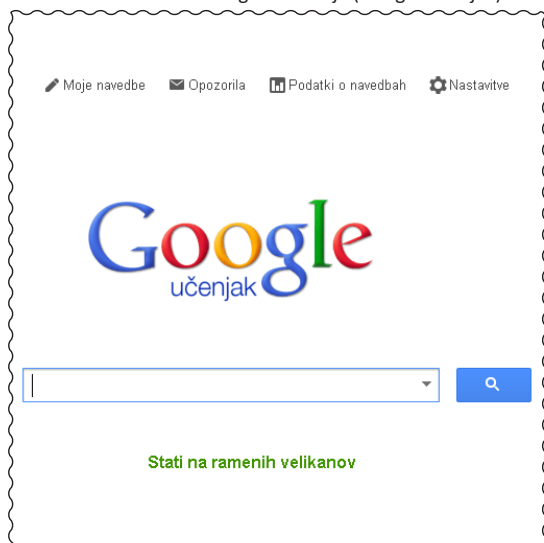 Moje navedbe Opozorila Podatki o navedbah Nastavitve
Google
učenjak
Stati na ramenih velikanov